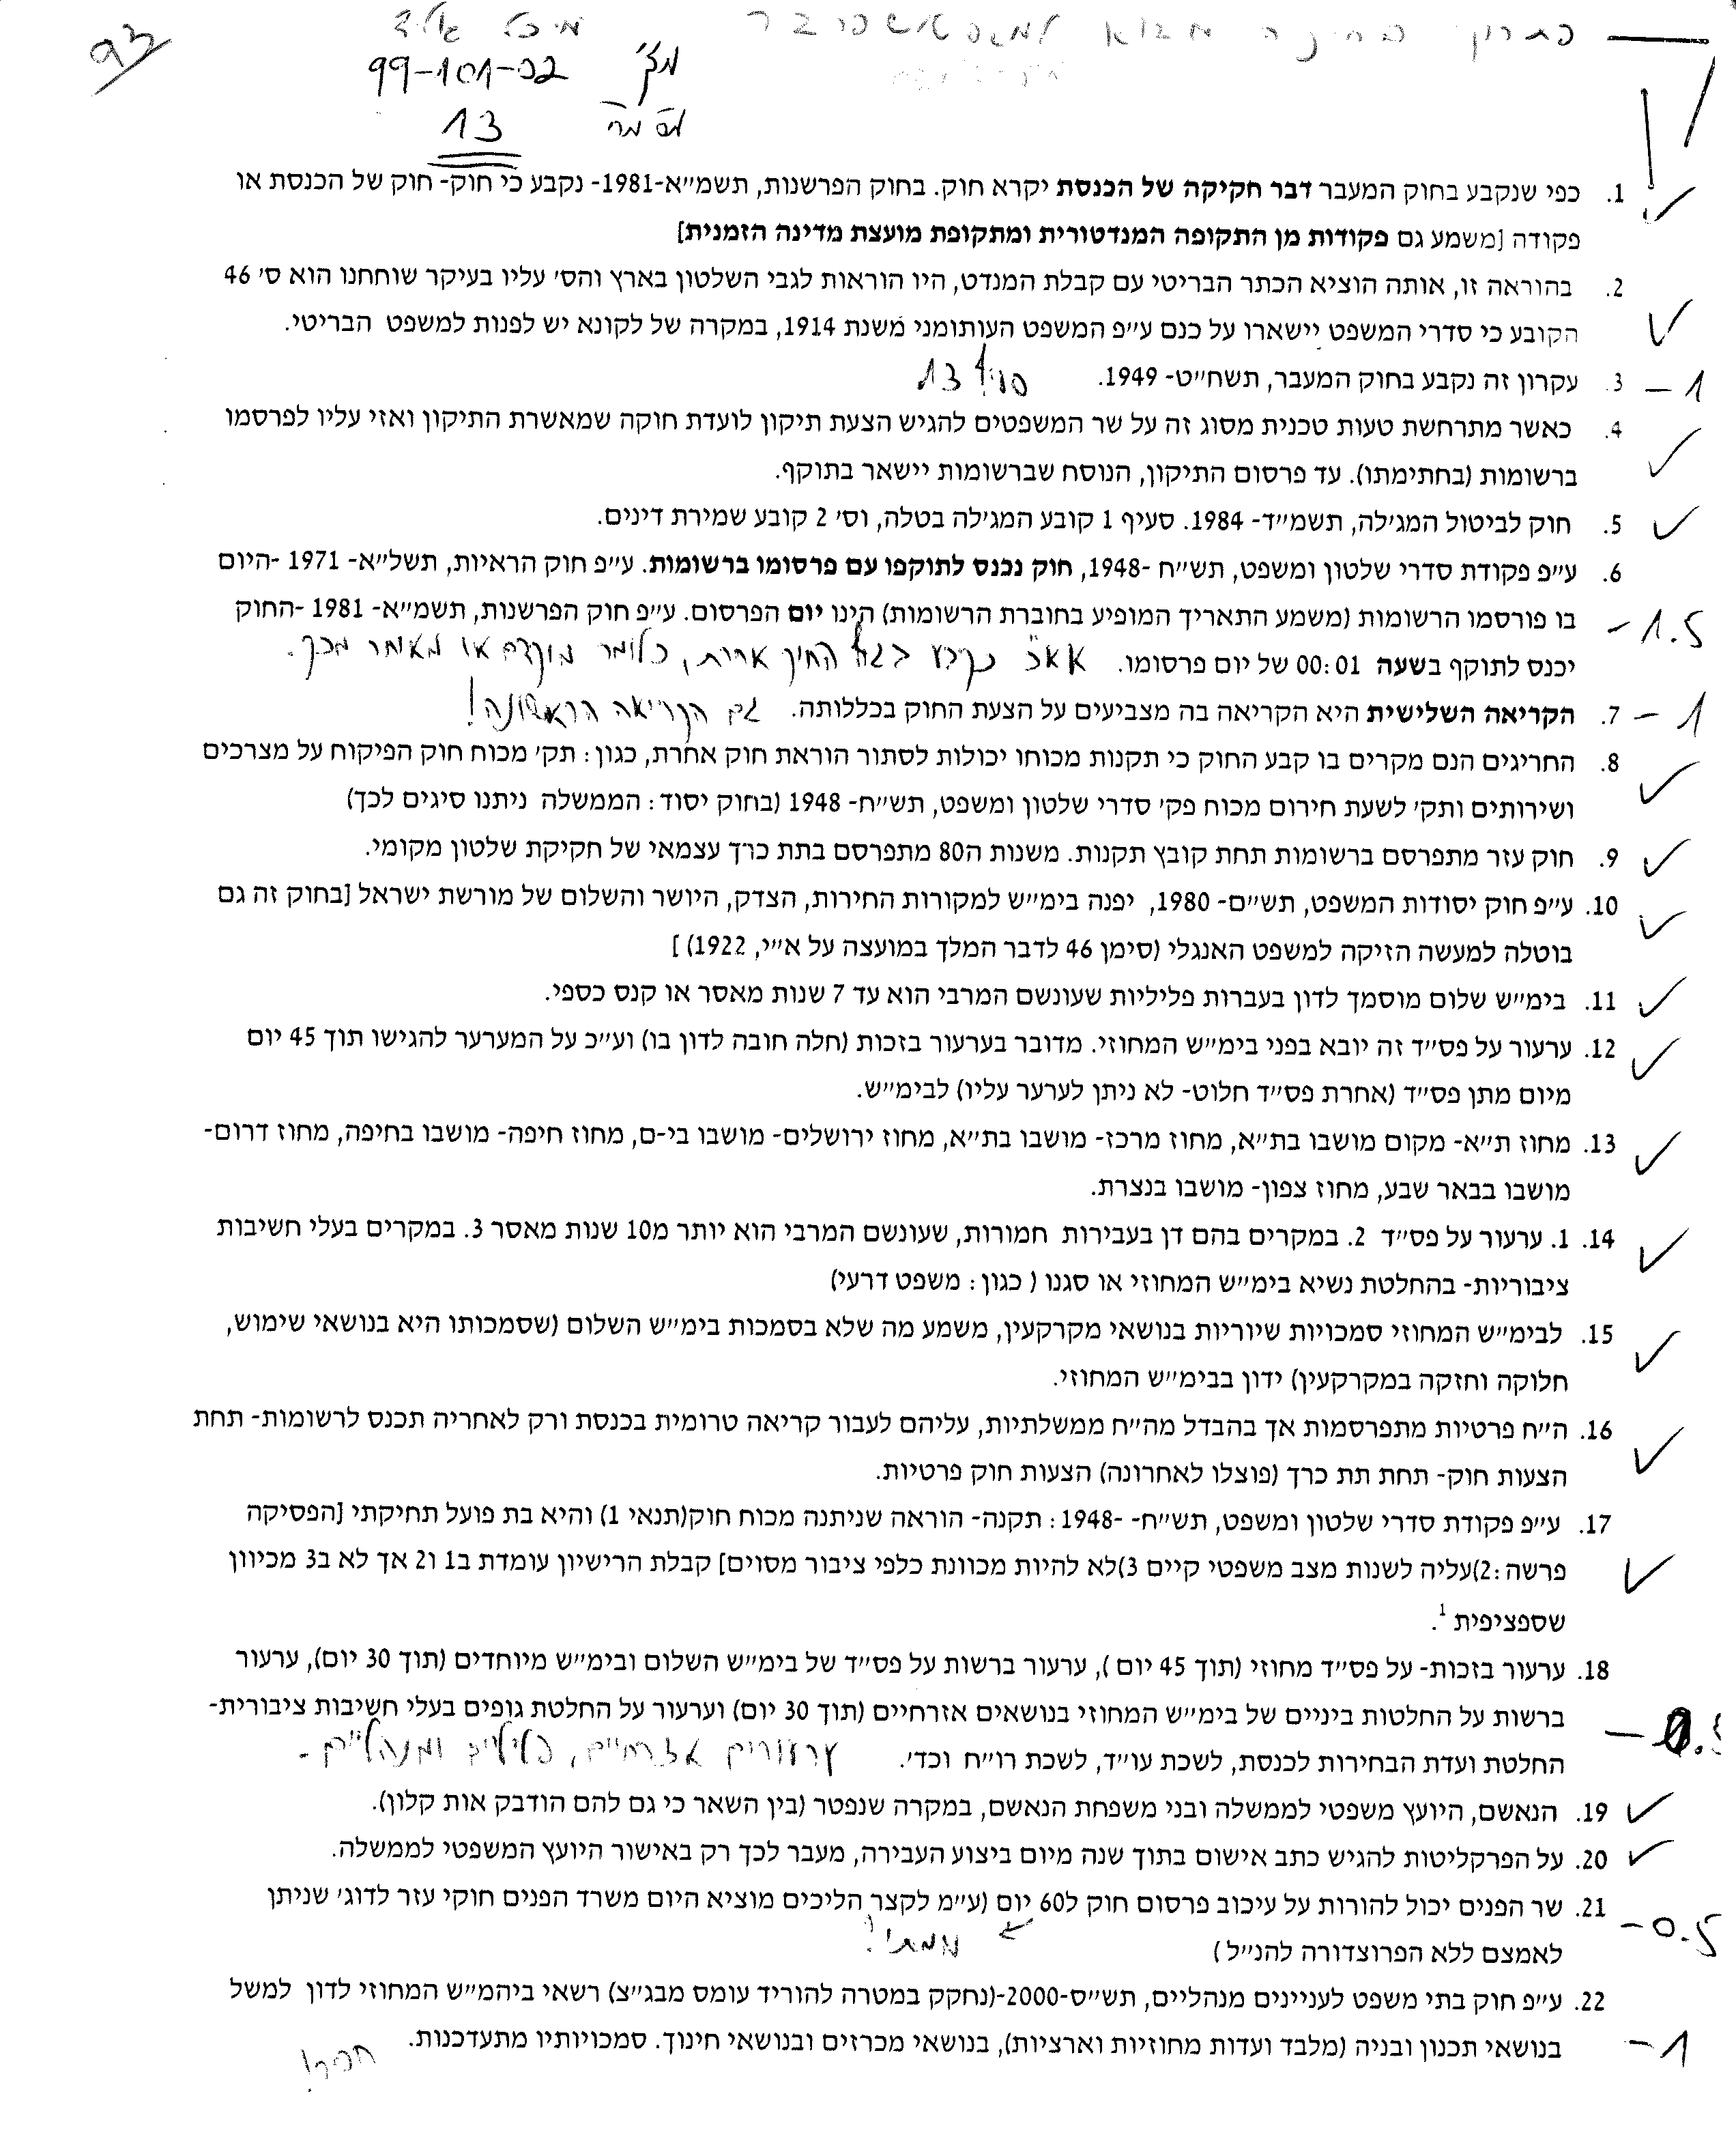 פתרון בחינה מבוא למשפט
93
99-101-02
13
1. כפי שנקבע בחוק המעבר דבר חקיקה של הכנסת יקרא חוק. בחוק הפרשנות, תשמ״א-1981- נקבע כי חוק- חוק של הכנסת או
פקודה [משמע גם פקודות מן התקופה המנדטורית ומתקופת מועצת מדינה הזמנית]
2. בהוראה זו, אותה הוציא הכתר הבריטי עם קבלת המנדט, היו הוראות לגבי השלטון בארץ והס׳ עליו בעיקר שוחחנו הוא ס׳ 46
הקובע כי סדרי המשפט יישארו על כנם ע״פ המשפט העותומני משנת 1914, במקרה של לקונא יש לפנות למשפט הבריטי.
3. עקרון זה נקבע בחוק המעבר, תשח״ט- 1949. סעיף 13
- 1
4. כאשר מתרחשת טעות טכנית מסוג זה על שר המשפטים להגיש הצעת תיקון לועדת חוקה שמאשרת התיקון ואזי עליו לפרסמו
ברשומות (בחתימתו). עד פרסום התיקון, הנוסח שברשומות יישאר בתוקף.
5. חוק לביטול המג׳לה, תשמ״ד- 1984. סעיף 1 קובע המג׳לה בטלה, וס׳ 2 קובע שמירת דינים.
6. ע״פ פקודת סדרי שלטון ומשפט, תש״ח -1948, חוק נכנס לתוקפו עם פרסומו ברשומות. ע״פ חוק הראיות, תשל״א- 1971 -היום
בו פורסמו הרשומות (משמע התאריך המופיע בחוברת הרשומות) הינו יום הפרסום. ע״פ חוק הפרשנות, תשמ״א- 1981 -החוק
- 1.5
יכנס לתוקף בשעה 00:01 של יום פרסומו. אא״כ נקבע בגוף החוק אחרת, כלומר מוקדם או מאוחר מכך.
7. הקריאה השלישית היא הקריאה בה מצביעים על הצעת החוק בכללותה. גם הקריאה הראשונה!
- 1
8. החריגים הנם מקרים בו קבע החוק כי תקנות מכוחו יכולות לסתור הוראת חוק אחרת, כגון: תק׳ מכוח חוק הפיקוח על מצרכים
ושירותים ותק׳ לשעת חירום מכוח פק׳ סדרי שלטון ומשפט, תש״ח- 1948 (בחוק יסוד: הממשלה ניתנו סיגים לכך)
9. חוק עזר מתפרסם ברשומות תחת קובץ תקנות. משנות ה80 מתפרסם בתת כרך עצמאי של חקיקת שלטון מקומי.
10. ע״פ חוק יסודות המשפט, תש״ם- 1980, יפנה בימ״ש למקורות החירות, הצדק, היושר והשלום של מורשת ישראל [בחוק זה גם
בוטלה למעשה הזיקה למשפט האנגלי (סימן 46 לדבר המלך במועצה על א״י, 1922) ]
11. בימ״ש שלום מוסמך לדון בעברות פליליות שעונשם המרבי הוא עד 7 שנות מאסר או קנס כספי.
12. ערעור על פס״ד זה יובא בפני בימ״ש המחוזי. מדובר בערעור בזכות (חלה חובה לדון בו) וע״כ על המערער להגישו תוך 45 יום
מיום מתן פס״ד (אחרת פס״ד חלוט- לא ניתן לערער עליו) לבימ״ש.
13. מחוז ת״א- מקום מושבו בת״א, מחוז מרכז- מושבו בת״א, מחוז ירושלים- מושבו בי-ם, מחוז חיפה- מושבו בחיפה, מחוז דרום-
מושבו בבאר שבע, מחוז צפון- מושבו בנצרת.
14. 1. ערעור על פס״ד 2. במקרים בהם דן בעבירות חמורות, שעונשם המרבי הוא יותר מ10 שנות מאסר 3. במקרים בעלי חשיבות
ציבוריות- בהחלטת נשיא בימ״ש המחוזי או סגנו ( כגון: משפט דרעי)
15. לבימ״ש המחוזי סמכויות שיוריות בנושאי מקרקעין, משמע מה שלא בסמכות בימ״ש השלום (שסמכותו היא בנושאי שימוש,
חלוקה וחזקה במקרקעין) ידון בבימ״ש המחוזי.
16. ה״ח פרטיות מתפרסמות אך בהבדל מה״ח ממשלתיות, עליהם לעבור קריאה טרומית בכנסת ורק לאחריה תכנס לרשומות- תחת
הצעות חוק- תחת תת כרך (פוצלו לאחרונה) הצעות חוק פרטיות.
17. ע״פ פקודת סדרי שלטון ומשפט, תש״ח- -1948: תקנה- הוראה שניתנה מכוח חוק(תנאי 1) והיא בת פועל תחיקתי [הפסיקה
פרשה:2)עליה לשנות מצב משפטי קיים 3)לא להיות מכוונת כלפי ציבור מסוים] קבלת הרישיון עומדת ב1 ו2 אך לא ב3 מכיוון
שספציפית 1.
18. ערעור בזכות- על פס״ד מחוזי (תוך 45 יום ), ערעור ברשות על פס״ד של בימ״ש השלום ובימ״ש מיוחדים (תוך 30 יום), ערעור
ברשות על החלטות ביניים של בימ״ש המחוזי בנושאים אזרחיים (תוך 30 יום) וערעור על החלטת גופים בעלי חשיבות ציבורית-
- 0.5
החלטת ועדת הבחירות לכנסת, לשכת עו״ד, לשכת רו״ח וכדי׳. ערעורים אזרחיים, פליליים ומנהליים -
19. הנאשם, היועץ משפטי לממשלה ובני משפחת הנאשם, במקרה שנפטר (בין השאר כי גם להם הודבק אות קלון).
20. על הפרקליטות להגיש כתב אישום בתוך שנה מיום ביצוע העבירה, מעבר לכך רק באישור היועץ המשפטי לממשלה.
21. שר הפנים יכול להורות על עיכוב פרסום חוק ל60 יום (ע״מ לקצר הליכים מוציא היום משרד הפנים חוקי עזר לדוג׳ שניתן
- 0.5
לאמצם ללא הפרוצדורה להנ״ל )
22. ע״פ חוק בתי משפט לעניינים מנהליים, תש״ס-2000-(נחקק במטרה להוריד עומס מבג״צ) רשאי ביהמ״ש המחוזי לדון למשל
בנושאי תכנון ובניה (מלבד ועדות מחוזיות וארציות), בנושאי מכרזים ובנושאי חינוך. סמכויותיו מתעדכנות.
- 1